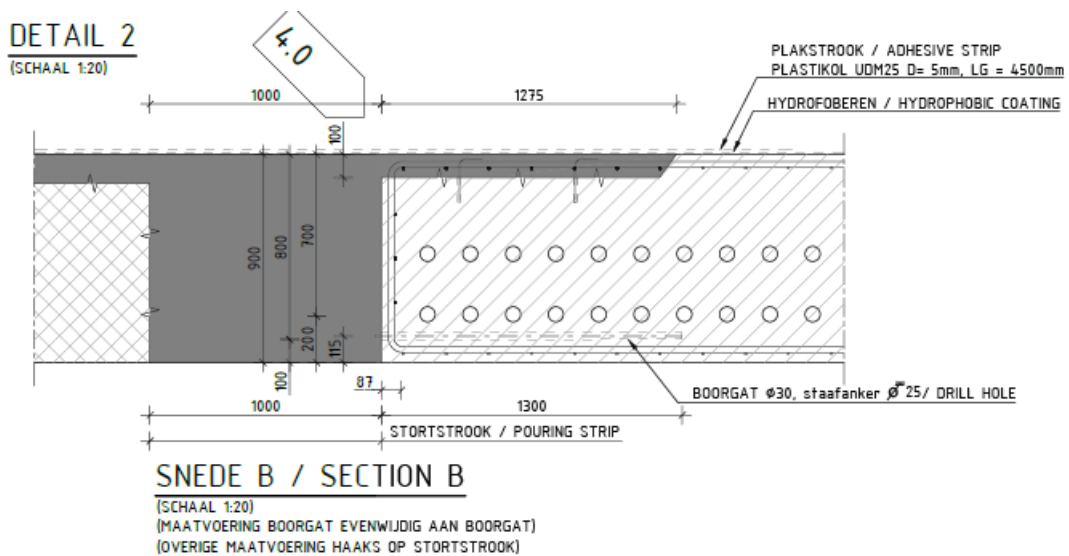 DETAIL 2
(SCHAAL 1:20)
4.0
PLAKSTROOK / ADHESIVE STRIP
PLASTIKOL UDM25 D= 5mm, LG = 4500mm
HYDROFOBEREN / HYDROPHOBIC COATING
1000
1275
100
900
800
700
200
115
100
87
BOORGAT Ø30, staafanker Ø 25/ DRILL HOLE
1000
1300
STORTSTROOK / POURING STRIP
SNEDE B / SECTION B
(SCHAAL 1:20)
(MAATVOERING BOORGAT EVENWIJDIG AAN BOORGAT)
(OVERIGE MAATVOERING HAAKS OP STORTSTROOK)